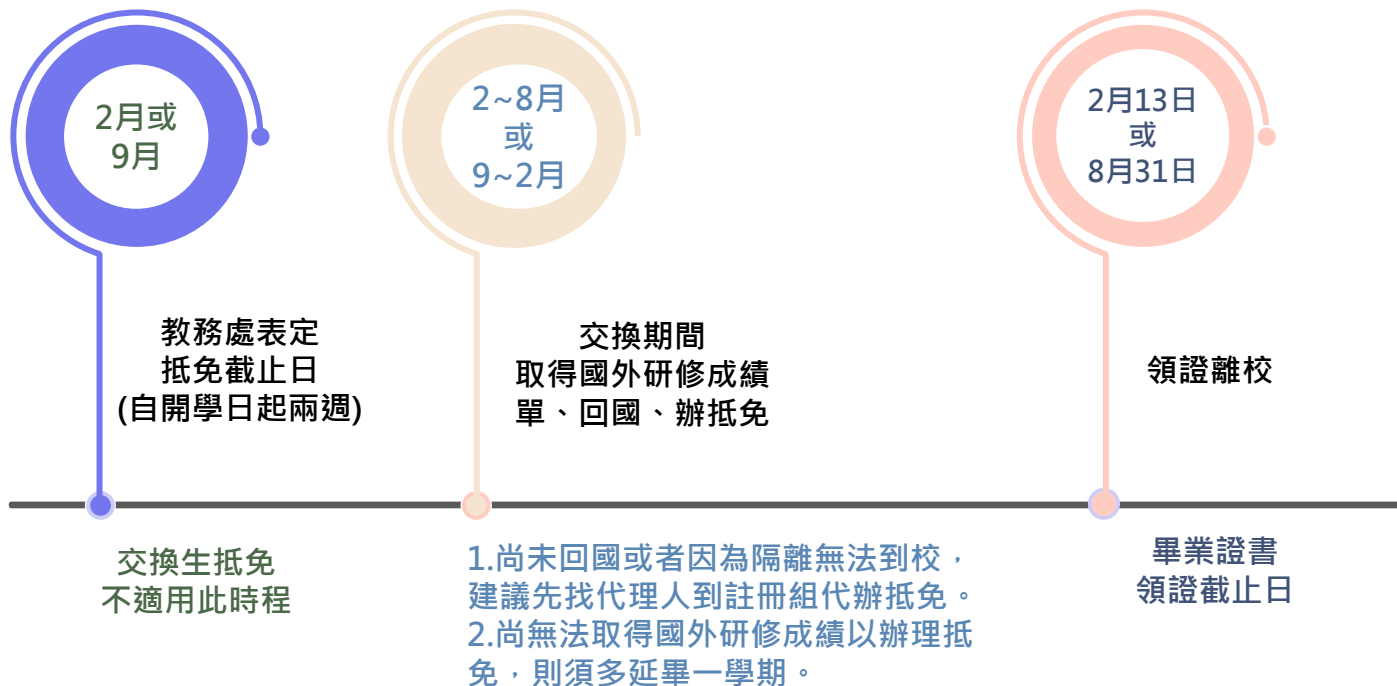 2月或
9月
2~8月
或
9~2月
2月13日
或
8月31日
教務處表定
抵免截止日
(自開學日起兩週)
交換期間
取得國外研修成績
單、回國、辦抵免
領證離校
交換生抵免
不適用此時程
1.尚未回國或者因為隔離無法到校，
建議先找代理人到註冊組代辦抵免。
2.尚無法取得國外研修成績以辦理抵
免，則須多延畢一學期。
畢業證書
領證截止日